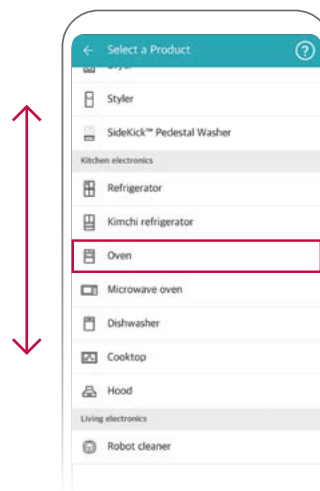 Select a Product
?
Styler
SideKick™ Pedestal Washer
Kitchen electronics
Refrigerator
Kimchi refrigerator
Oven
Microwave oven
Dishwasher
Cooktop
Hood
Living electronics
Robot cleaner